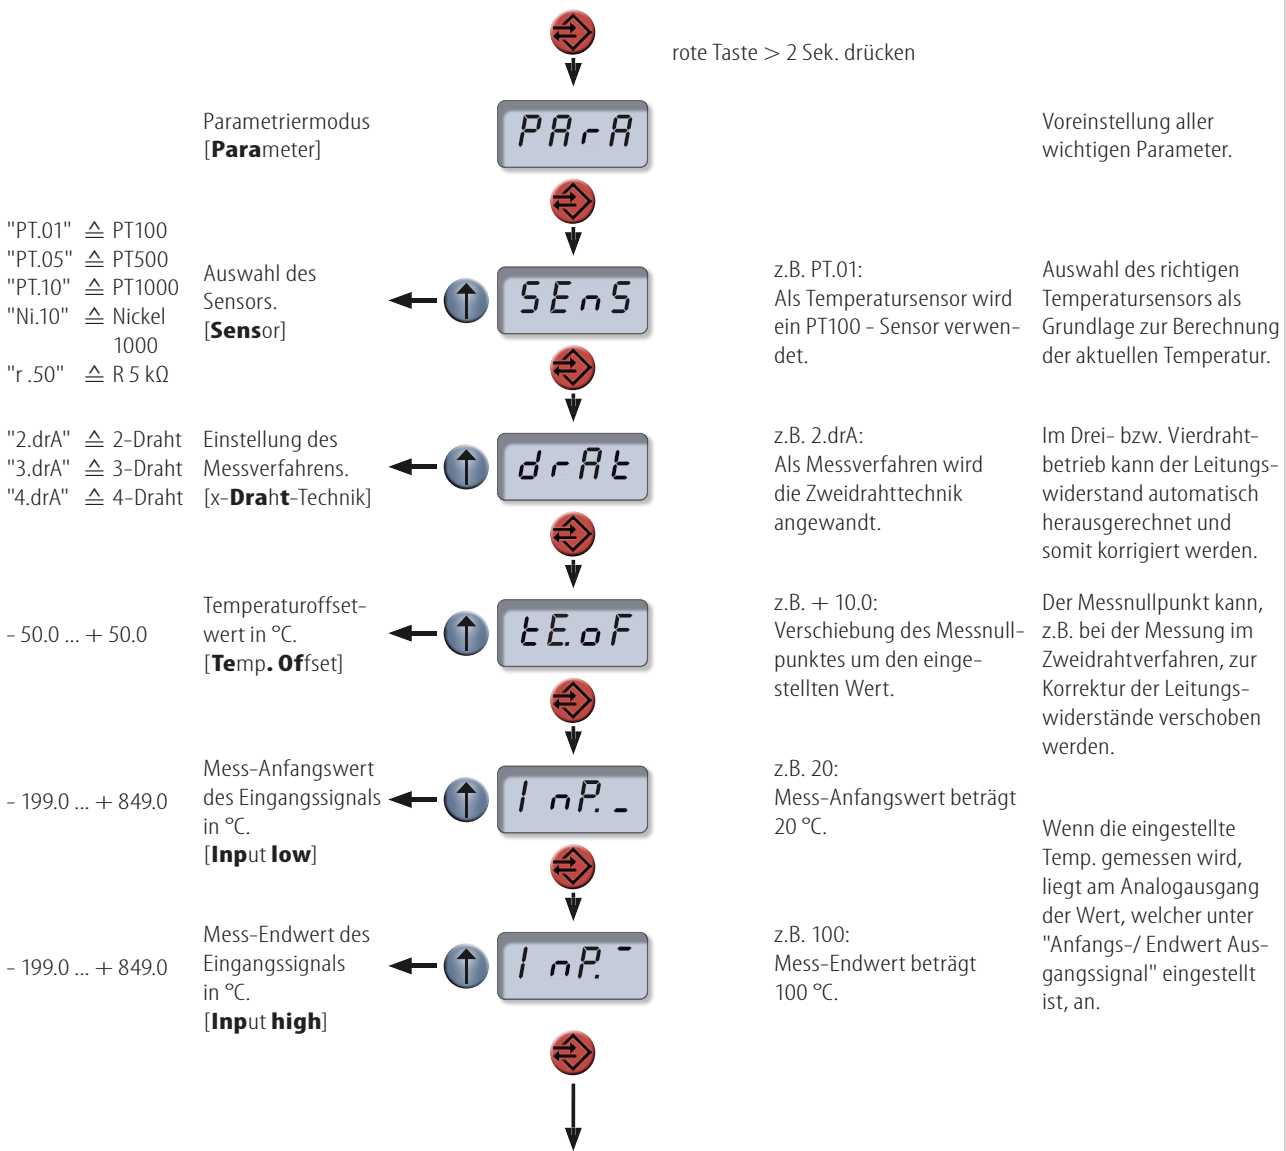 rote Taste > 2 Sek. drücken
Parametriermodus
[Parameter]
PArA
Voreinstellung aller
wichtigen Parameter.
"PT.01" ≙ PT100
"PT.05" ≙ PT500
"PT.10" ≙ PT1000
"Ni.10" ≙ Nickel
1000
"r .50" ≙ R 5 kΩ
Auswahl des
Sensors.
[Sensor]
SEnS
z.B. PT.01:
Als Temperatursensor wird
ein PT100 - Sensor verwen-
det.
Auswahl des richtigen
Temperatursensors als
Grundlage zur Berechnung
der aktuellen Temperatur.
"2.drA" ≙ 2-Draht
"3.drA" ≙ 3-Draht
"4.drA" ≙ 4-Draht
Einstellung des
Messverfahrens.
[x-Draht-Technik]
drAt
z.B. 2.drA:
Als Messverfahren wird
die Zweidrahttechnik
angewandt.
Im Drei- bzw. Vierdraht-
betrieb kann der Leitungs-
widerstand automatisch
herausgerechnet und
somit korrigiert werden.
- 50.0 ... + 50.0
Temperaturoffset-
wert in °C.
[Temp. Offset]
tE.oF
z.B. + 10.0:
Verschiebung des Messnull-
punktes um den einge-
stellten Wert.
Der Messnullpunkt kann,
z.B. bei der Messung im
Zweidrahtverfahren, zur
Korrektur der Leitungs-
widerstände verschoben
werden.
- 199.0 ... + 849.0
Mess-Anfangswert
des Eingangssignals
in °C.
[Input low]
InP._
z.B. 20:
Mess-Anfangswert beträgt
20 °C.
Wenn die eingestellte
Temp. gemessen wird,
liegt am Analogausgang
der Wert, welcher unter
"Anfangs-/ Endwert Aus-
gangssignal" eingestellt
ist, an.
- 199.0 ... + 849.0
Mess-Endwert des
Eingangssignals
in °C.
[Input high]
InP.¯
z.B. 100:
Mess-Endwert beträgt
100 °C.